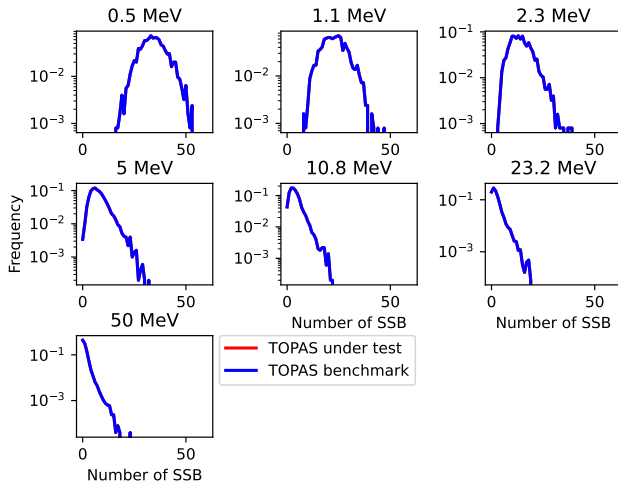 0.5 MeV
1.1 MeV
2.3 MeV
10⁻²
10⁻³
0
50
10⁻²
10⁻³
0
50
10⁻¹
10⁻²
10⁻³
0
50
5 MeV
10.8 MeV
23.2 MeV
Frequency
10⁻¹
10⁻³
0
50
10⁻¹
10⁻²
10⁻³
0
50
Number of SSB
10⁻¹
10⁻³
0
50
Number of SSB
50 MeV
10⁻¹
10⁻³
0
50
Number of SSB
TOPAS under test
TOPAS benchmark